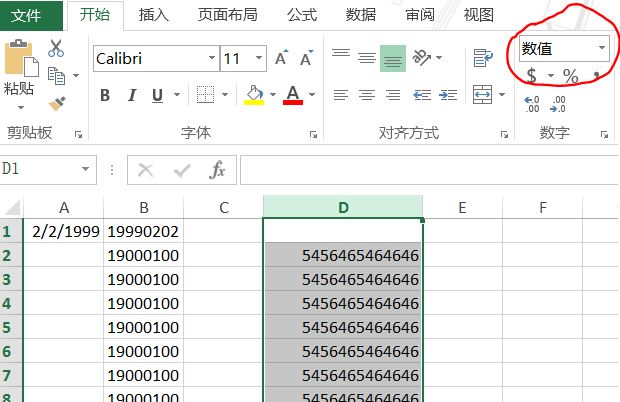 文件 开始 插入 页面布局 公式 数据 审阅 视图
粘贴
Calibri 11 A A
B I U A
数值
$ % ,
.0 .00
.00 .0
剪贴板 字体 对齐方式 数字
D1 fx
A B C D E F
1 2/2/1999 19990202
2 19000100 5456465464646
3 19000100 5456465464646
4 19000100 5456465464646
5 19000100 5456465464646
6 19000100 5456465464646
7 19000100 5456465464646
8 19000100 5456465464646